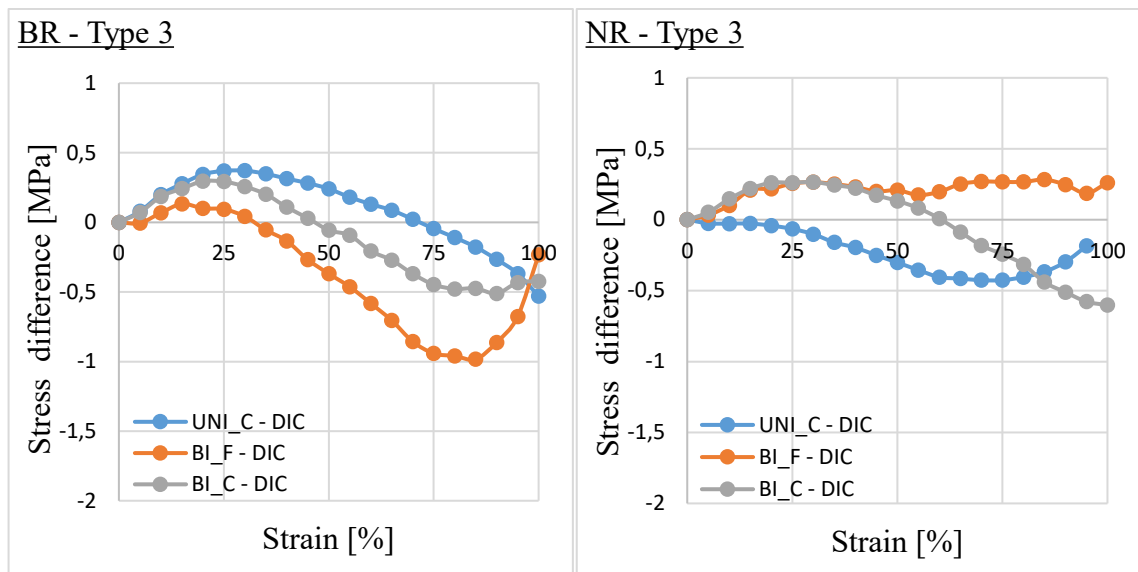 BR - Type 3
Stress difference [MPa]
1
0,5
0
-0,5
-1
-1,5
-2
0
25
50
75
100
UNI_C - DIC
BI_F - DIC
BI_C - DIC
Strain [%]
NR - Type 3
Stress difference [MPa]
1
0,5
0
-0,5
-1
-1,5
-2
0
25
50
75
100
UNI_C - DIC
BI_F - DIC
BI_C - DIC
Strain [%]